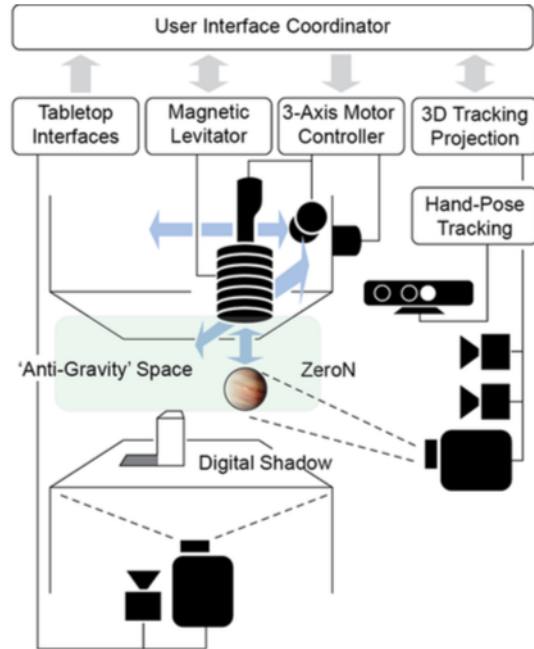 User Interface Coordinator
Tabletop
Interfaces
Magnetic
Levitator
3-Axis Motor
Controller
3D Tracking
Projection
Hand-Pose
Tracking
‘Anti-Gravity’ Space
ZeroN
Digital Shadow